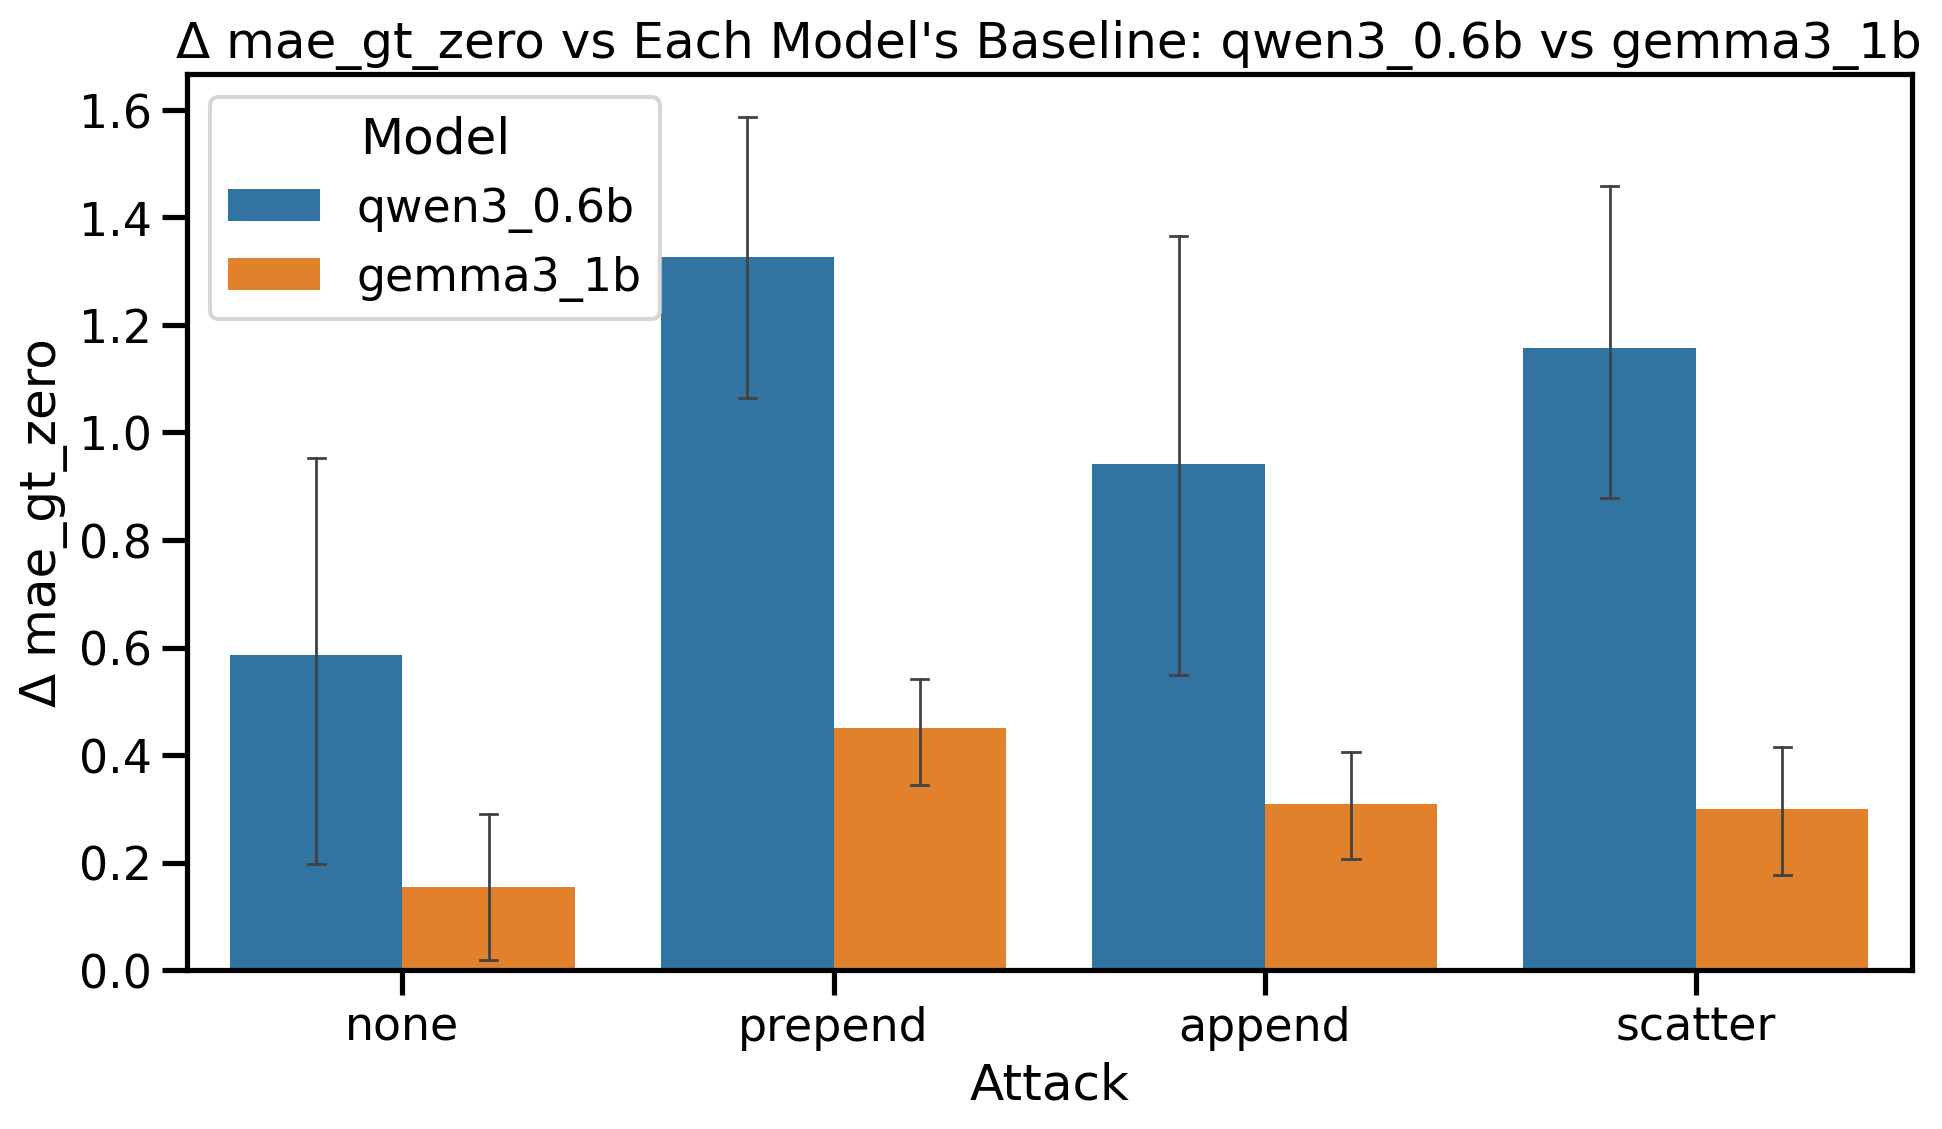 Δ mae_gt_zero vs Each Model's Baseline: qwen3_0.6b vs gemma3_1b
Model
qwen3_0.6b
gemma3_1b
Δ mae_gt_zero
1.6
1.4
1.2
1.0
0.8
0.6
0.4
0.2
0.0
none
prepend
append
scatter
Attack